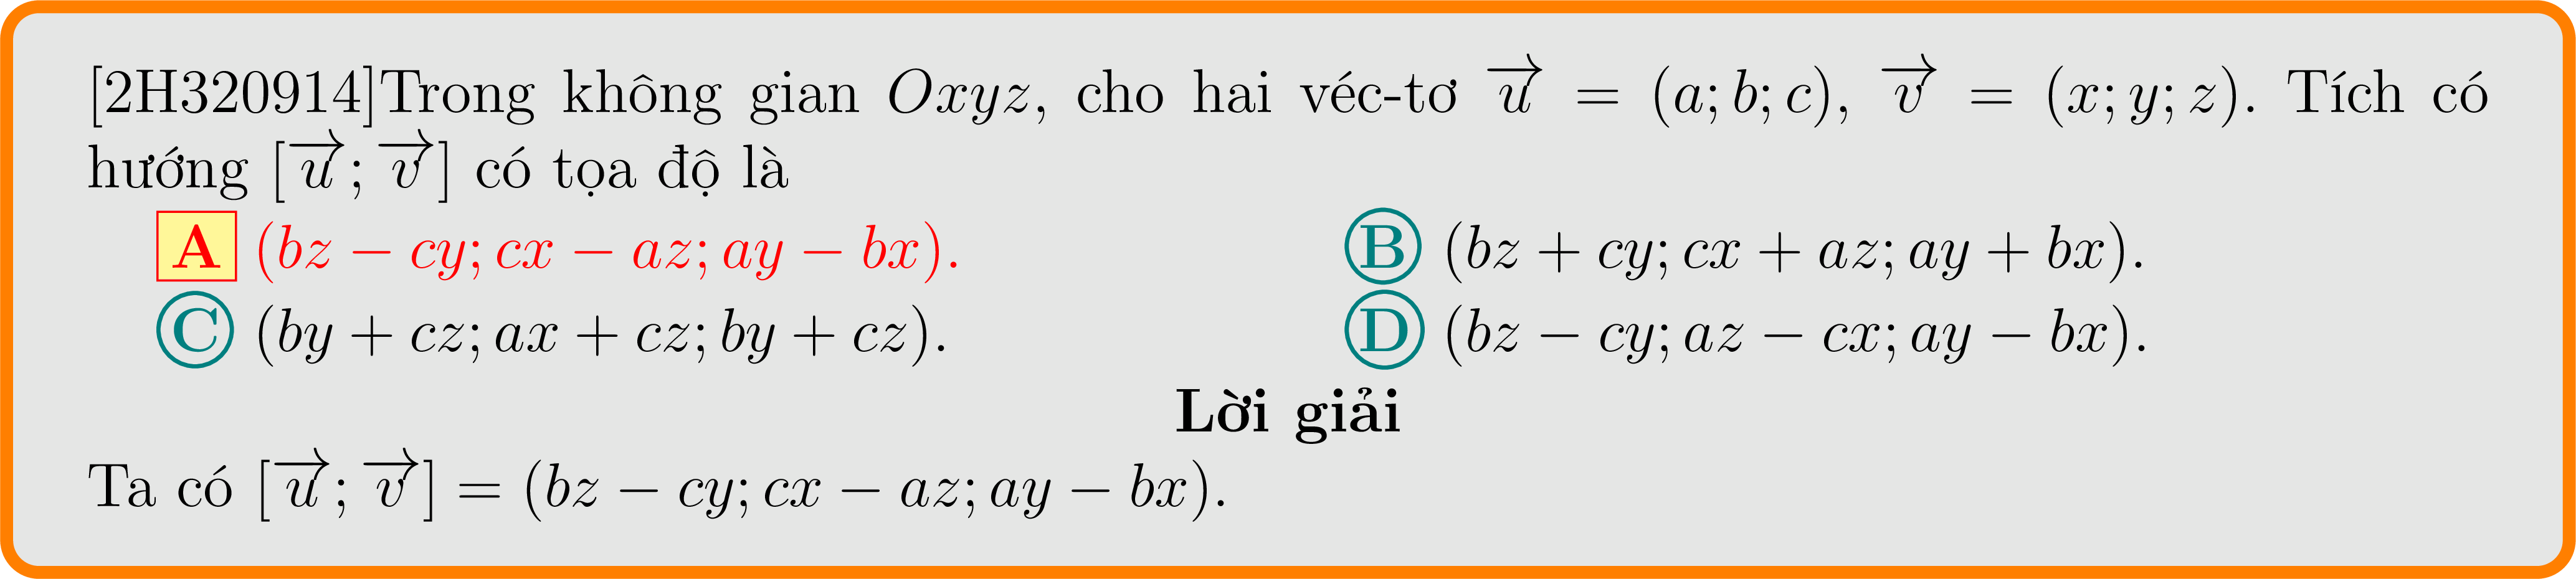 [2H320914]Trong không gian Oxyz, cho hai véc-tơ $\overrightarrow{u}$ = (a; b; c), $\overrightarrow{v}$ = (x; y; z). Tích có
hướng [$\overrightarrow{u}$; $\overrightarrow{v}$] có tọa độ là
A (bz − cy; cx − az; ay − bx). B (bz + cy; cx + az; ay + bx).
C (by + cz; ax + cz; by + cz). D (bz − cy; az − cx; ay − bx).
Lời giải
Ta có [$\overrightarrow{u}$; $\overrightarrow{v}$] = (bz − cy; cx − az; ay − bx).